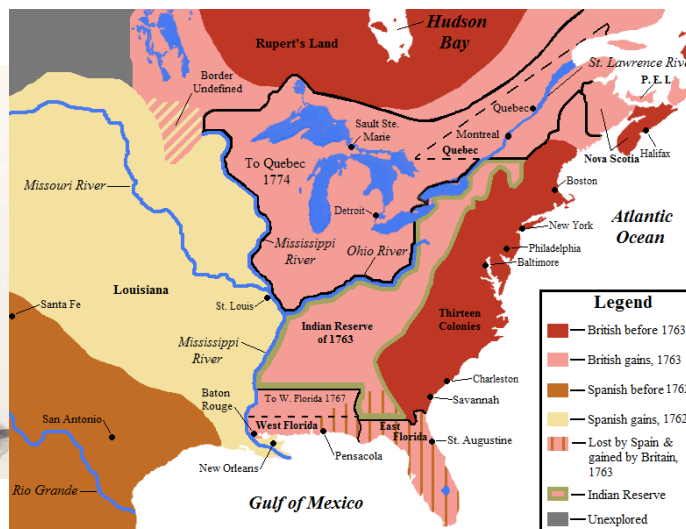 Hudson
Bay
Rupert's Land
St. Lawrence River
Border
Undefined
P. E. I.
Quebec
Sault Ste.
Marie
Montreal
Quebec
To Quebec
1774
Nova Scotia
Halifax
Missouri River
Boston
Detroit
Atlantic
Ocean
Mississippi
River
Ohio River
New York
Philadelphia
Baltimore
Louisiana
Santa Fe
St. Louis
Indian Reserve
of 1763
Thirteen
Colonies
Mississippi
River
Charleston
Savannah
Baton
Rouge
To W. Florida 1767
West Florida
East
Florida
San Antonio
St. Augustine
New Orleans
Pensacola
Rio Grande
Gulf of Mexico
Legend
British before 1763
British gains, 1763
Spanish before 1762
Spanish gains, 1762
Lost by Spain &
gained by Britain,
1763
Indian Reserve
Unexplored